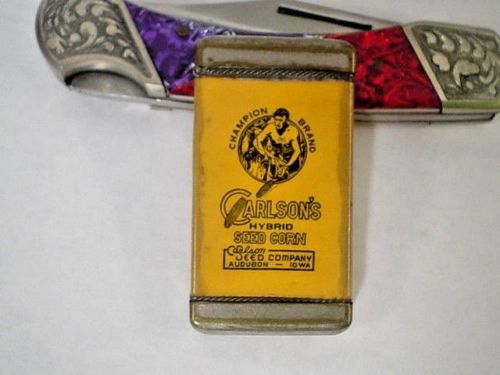 CHAMPION BRAND
CARLSON'S
HYBRID
SEED CORN
Carlson
SEED COMPANY
AUDUBON — IOWA